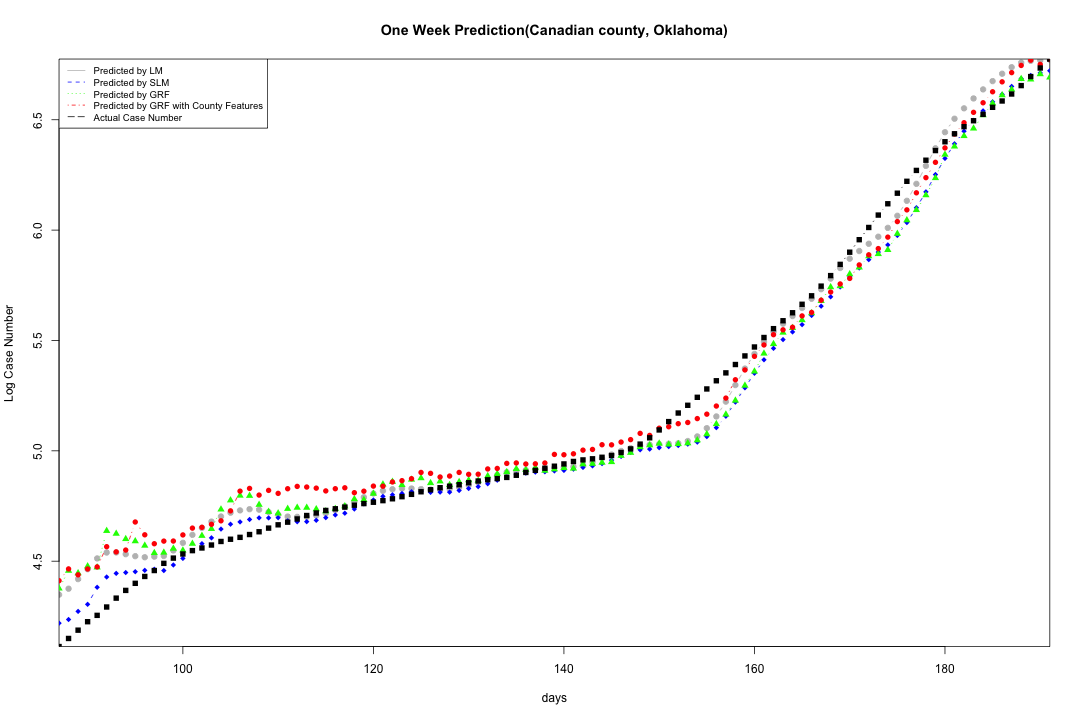 One Week Prediction(Canadian county, Oklahoma)
Predicted by LM
Predicted by SLM
Predicted by GRF
Predicted by GRF with County Features
Actual Case Number
6.5
6.0
5.5
5.0
4.5
Log Case Number
100 120 140 160 180
days